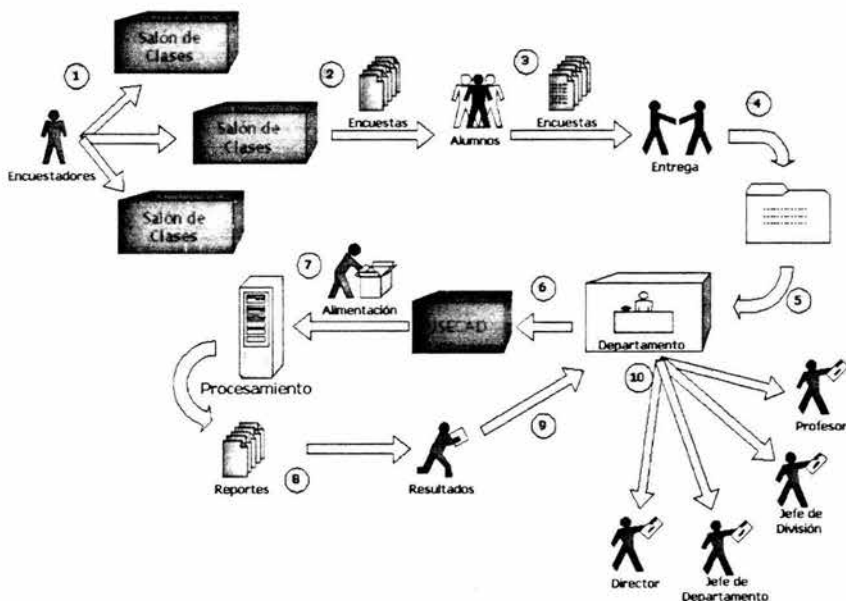 Salón de
Clases
1
2
3
4
Encuestadores
Salón de
Clases
Encuestas
Alumnos
Encuestas
Entrega
Salón de
Clases
7
6
5
Alimentación
USECAD
Departamento
Procesamiento
10
Profesor
9
Reportes
8
Resultados
Jefe de
División
Director
Jefe de
Departamento